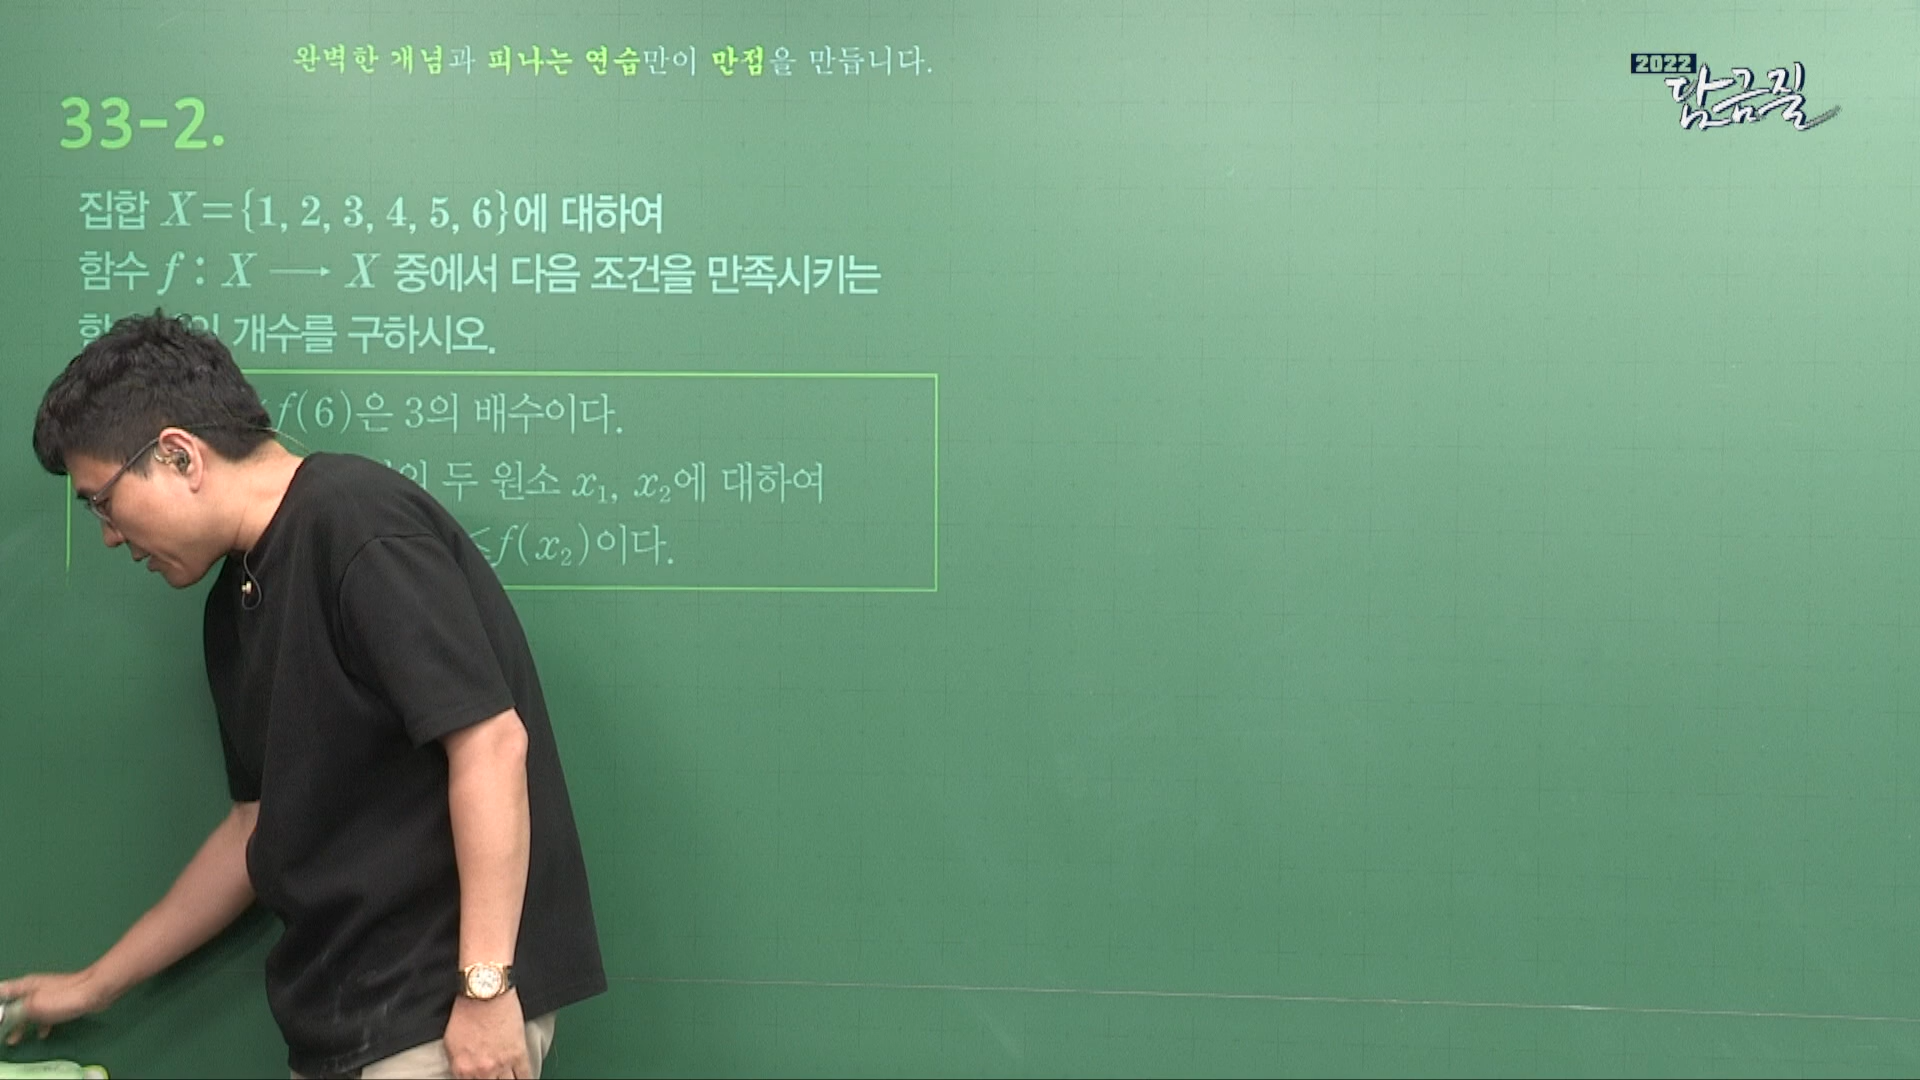 완벽한 개념과 피나는 연습만이 만점을 만듭니다.
2022
담금질
33-2.
집합 X={1, 2, 3, 4, 5, 6}에 대하여
함수 f : X ⟶ X 중에서 다음 조건을 만족시키는
개수를 구하시오.
f(6)은 3의 배수이다.
두 원소 x₁, x₂에 대하여
≤f(x₂)이다.